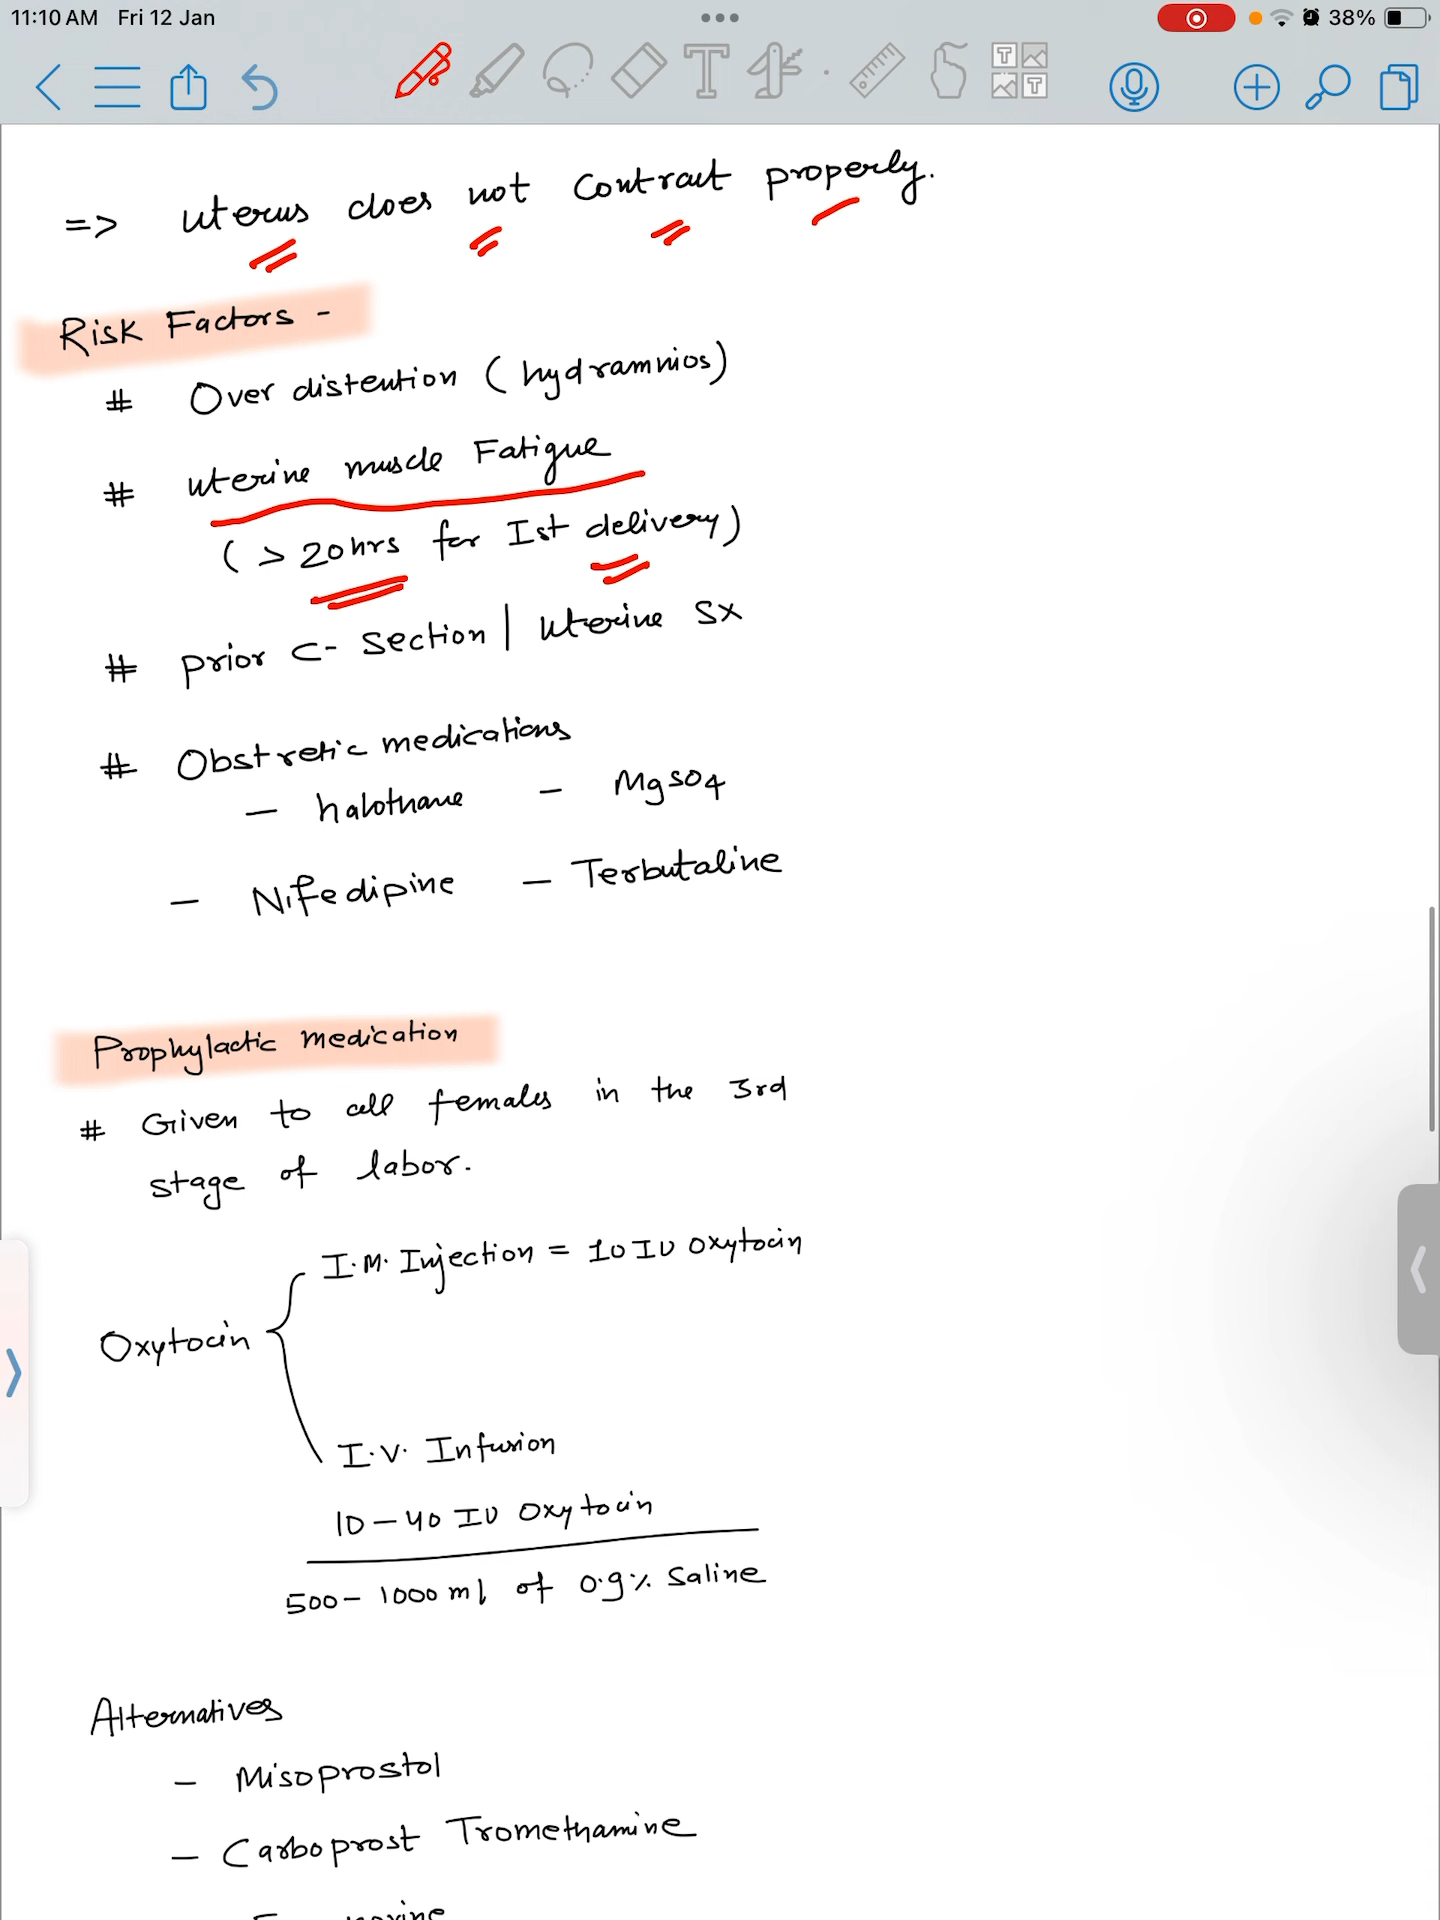 11:10 AM Fri 12 Jan 38%
=> uterus does not contract properly.
Risk Factors -
# Over distention ( hydramnios)
# uterine muscle Fatigue
( > 20hrs for Ist delivery)
# prior C- section | uterine sx
# Obstretic medications
- halothane - MgSO4
- Nifedipine - Terbutaline
Prophylactic medication
# Given to all females in the 3rd
stage of labor.
I.M. Injection = 10 IU oxytocin
Oxytocin
I.V. Infusion
10-40 IU Oxytocin
500- 1000 ml of 0.9% saline
Alternatives
- Misoprostol
- Carboprost Tromethamine